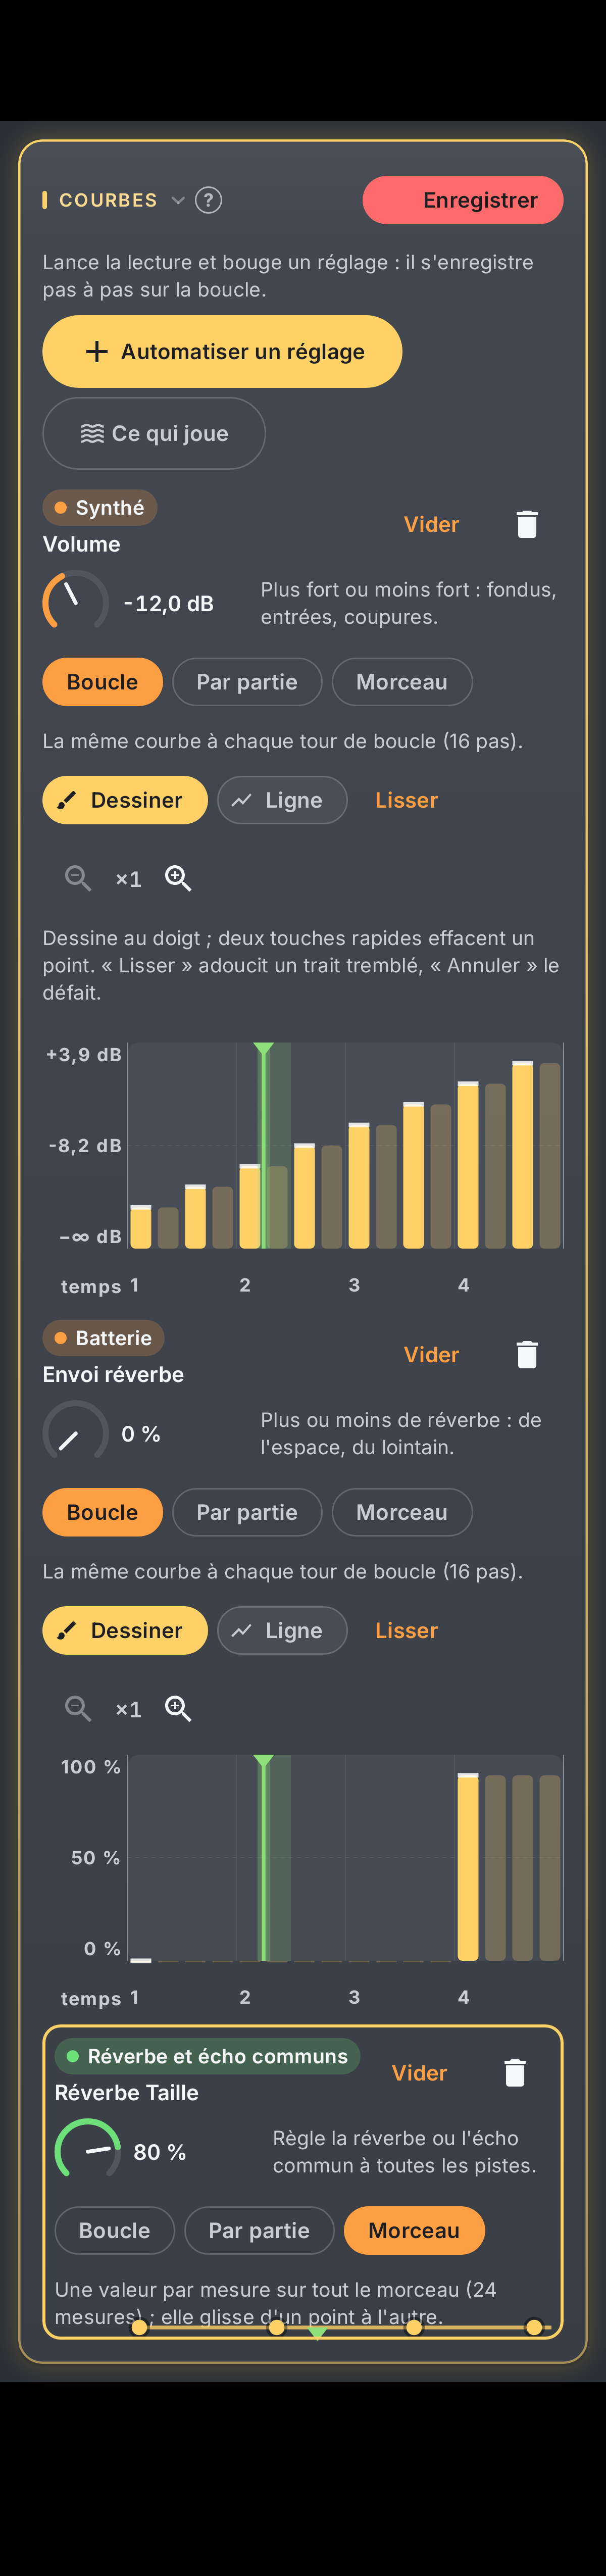 COURBES ? Enregistrer
Lance la lecture et bouge un réglage : il s'enregistre
pas à pas sur la boucle.
Automatiser un réglage
Ce qui joue
Synthé
Volume
Vider
-12,0 dB
Plus fort ou moins fort : fondus,
entrées, coupures.
Boucle Par partie Morceau
La même courbe à chaque tour de boucle (16 pas).
Dessiner Ligne Lisser
×1
Dessine au doigt ; deux touches rapides effacent un
point. « Lisser » adoucit un trait tremblé, « Annuler » le
défait.
+3,9 dB
-8,2 dB
−∞ dB
temps 1 2 3 4
Batterie
Envoi réverbe
Vider
0 %
Plus ou moins de réverbe : de
l'espace, du lointain.
Boucle Par partie Morceau
La même courbe à chaque tour de boucle (16 pas).
Dessiner Ligne Lisser
×1
100 %
50 %
0 %
temps 1 2 3 4
Réverbe et écho communs
Réverbe Taille
Vider
80 %
Règle la réverbe ou l'écho
commun à toutes les pistes.
Boucle Par partie Morceau
Une valeur par mesure sur tout le morceau (24
mesures) ; elle glisse d'un point à l'autre.